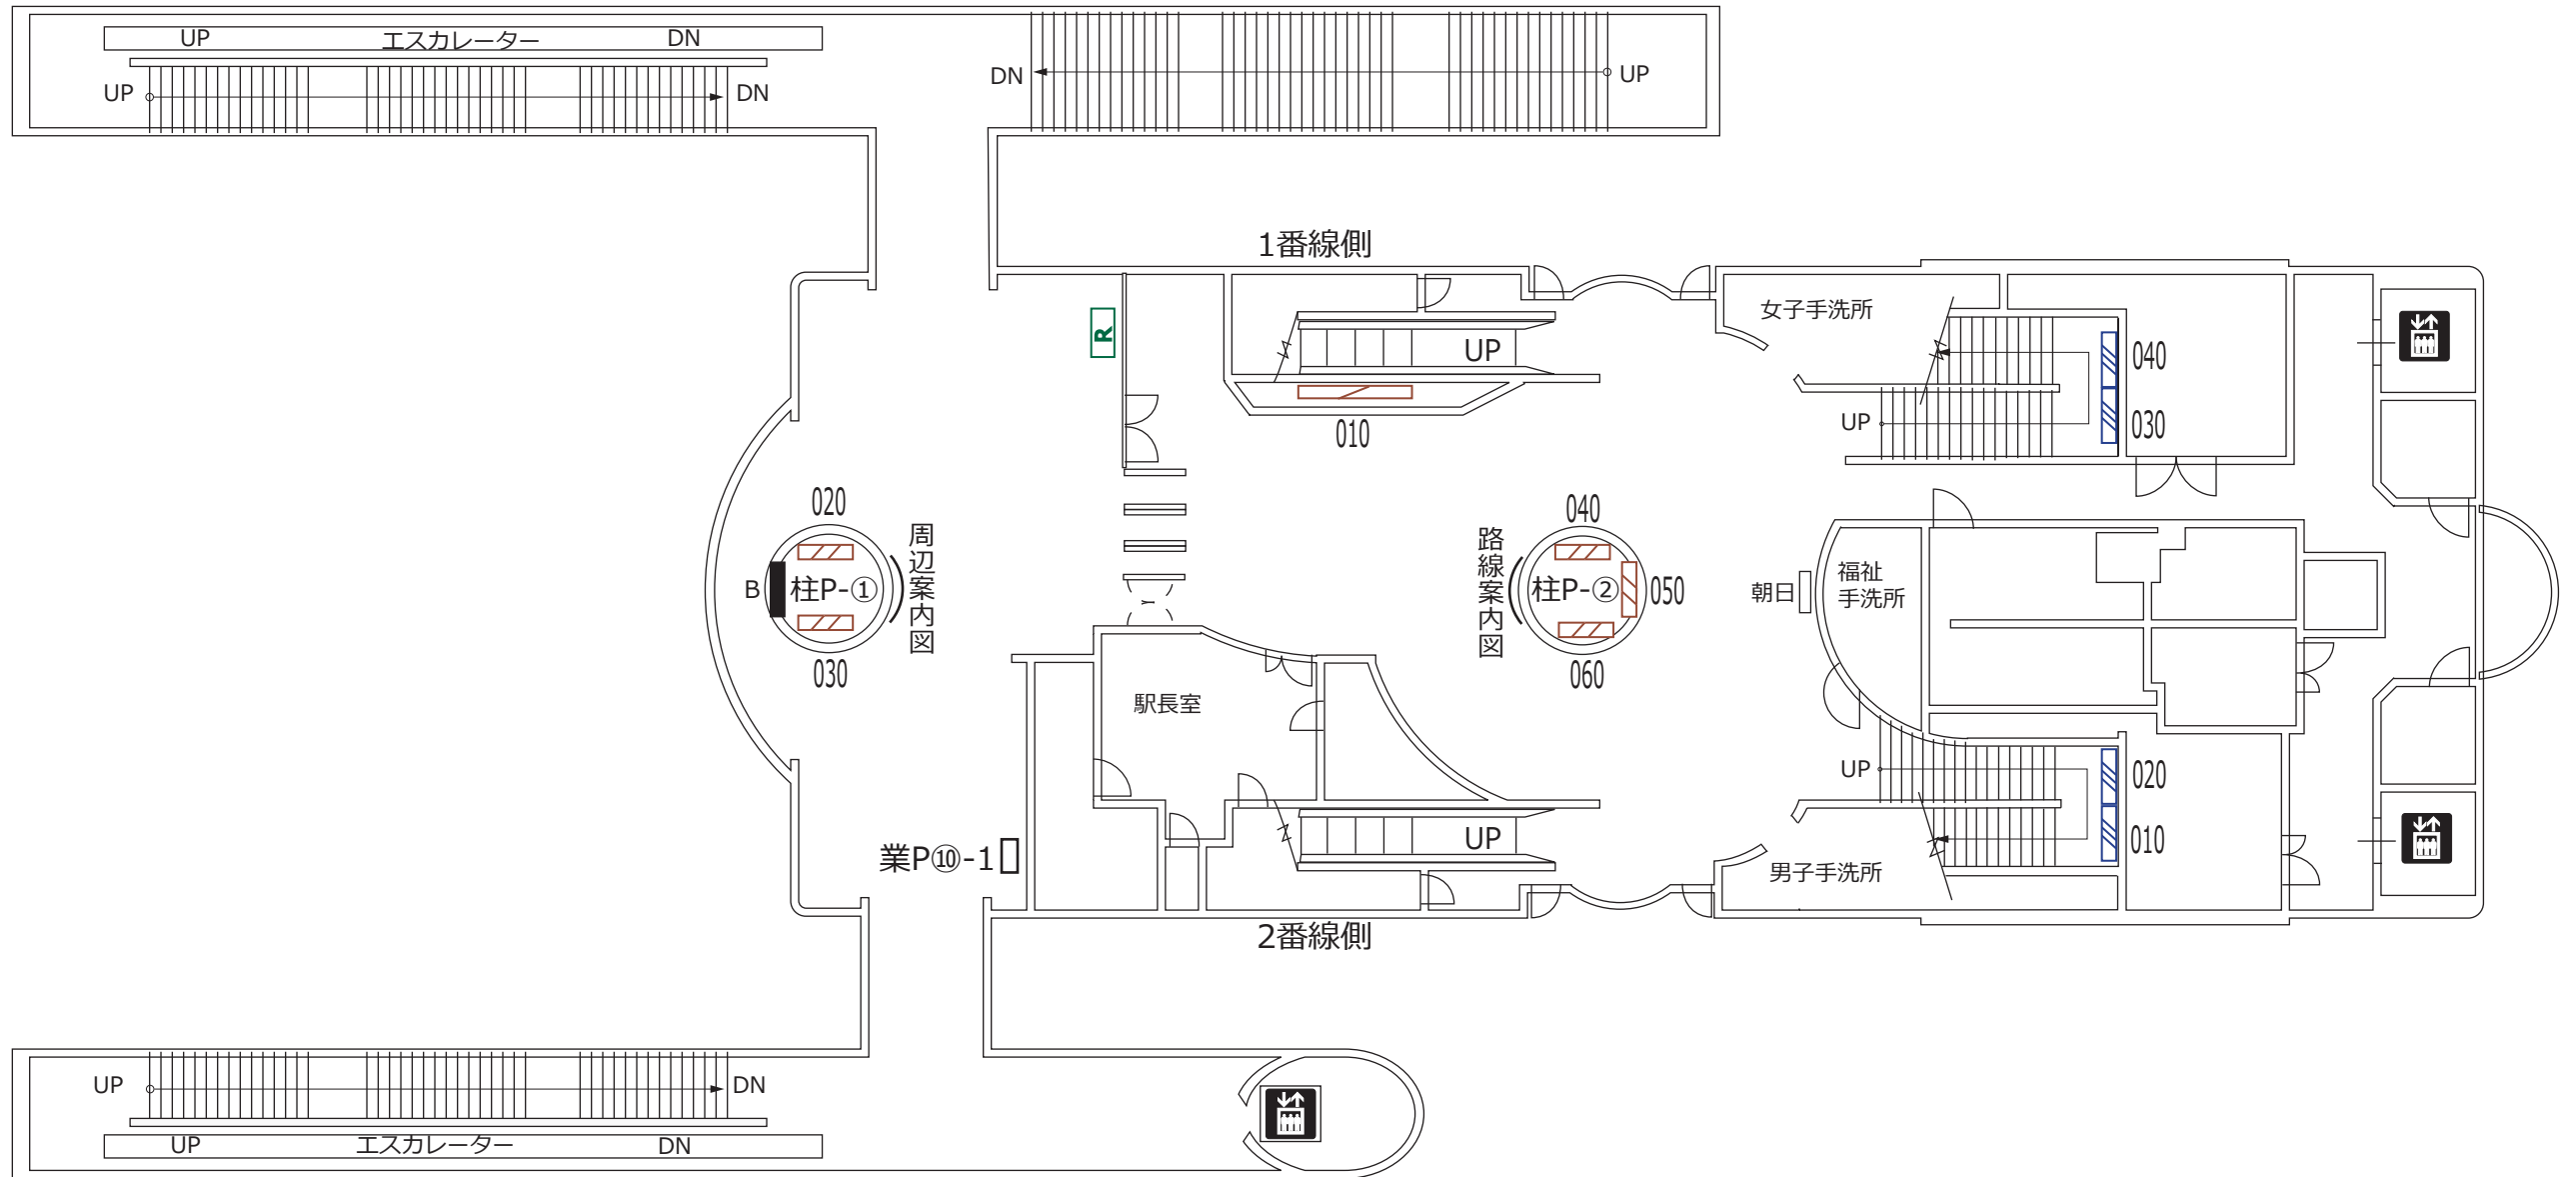 UP エスカレーター DN
UP DN
DN UP
1番線側
R
UP
010
女子手洗所
040
030
UP
020
周辺案内図
B 柱P-①
030
040
路線案内図
柱P-② 050
060
朝日
福祉
手洗所
駅長室
UP
020
010
UP
業P⑩-1
男子手洗所
2番線側
UP DN
UP エスカレーター DN